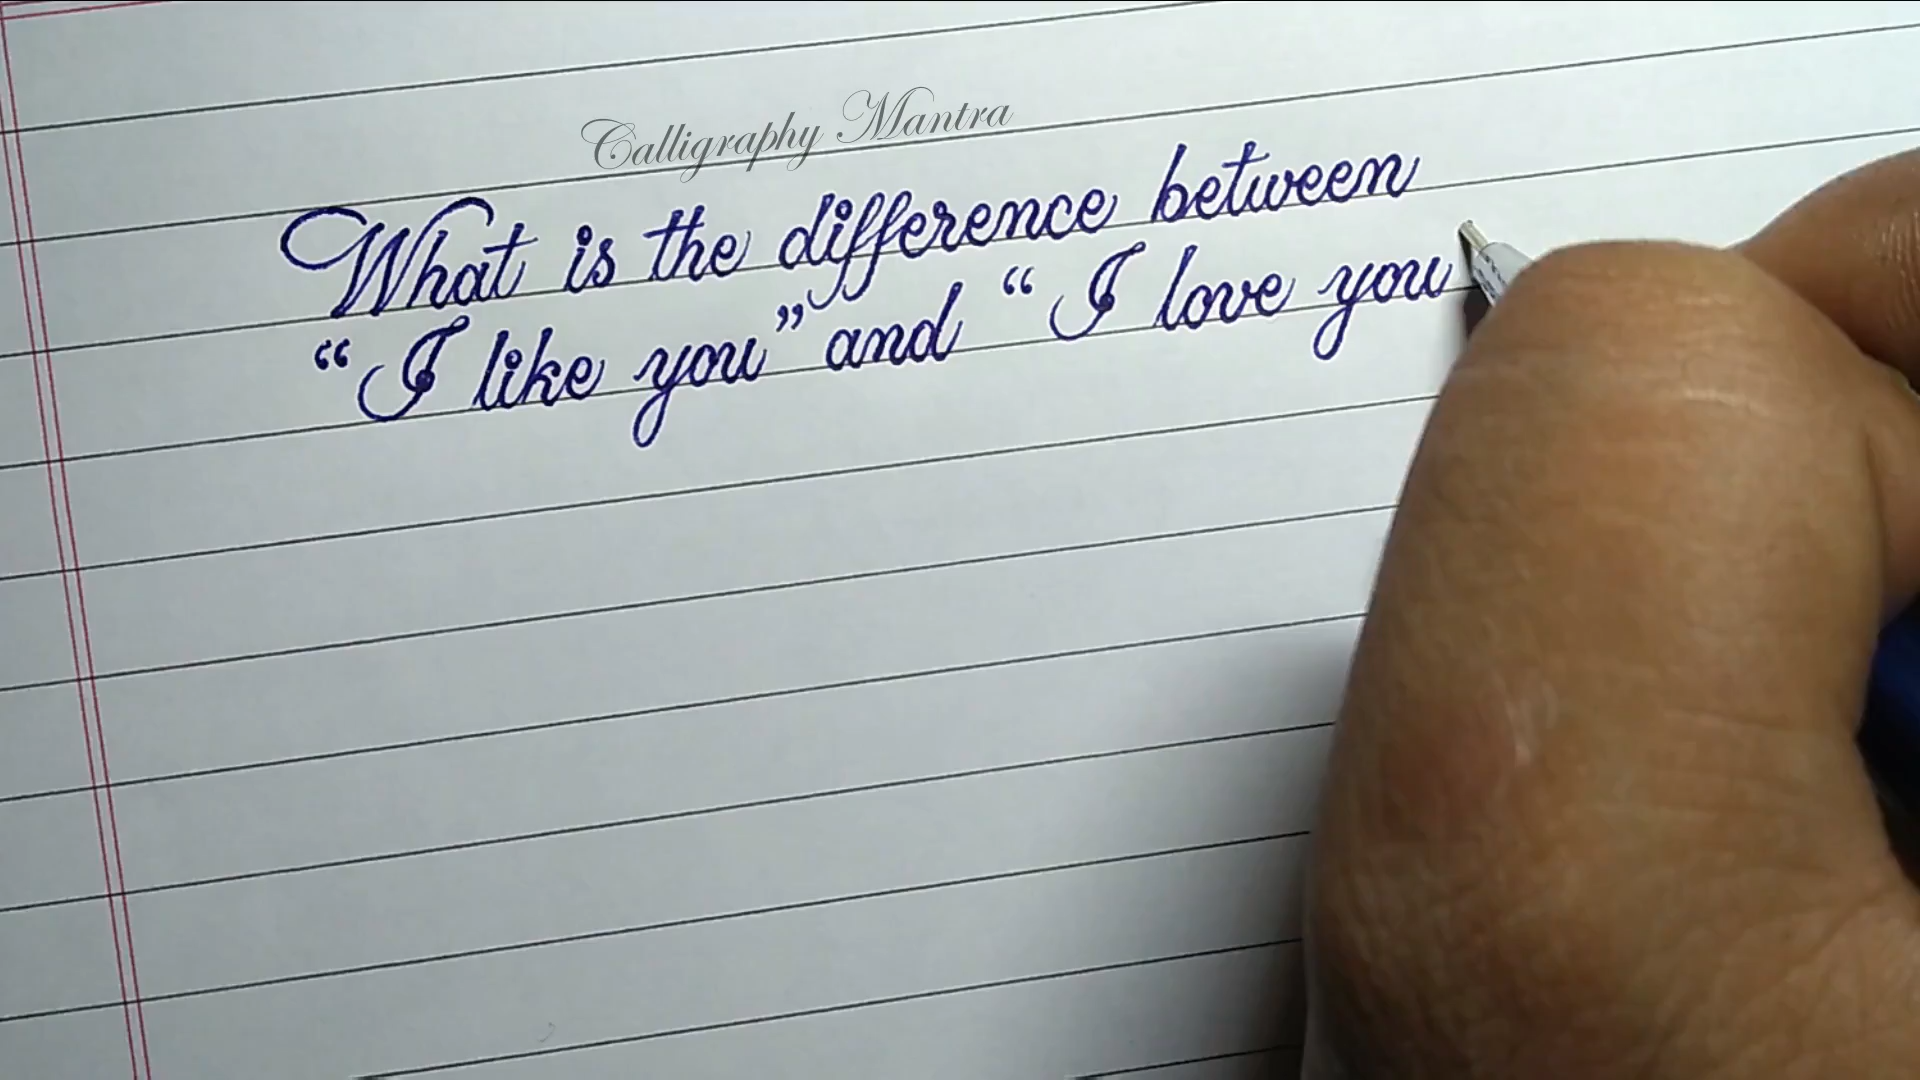 Calligraphy Mantra
What is the difference between
“I like you” and “I love you